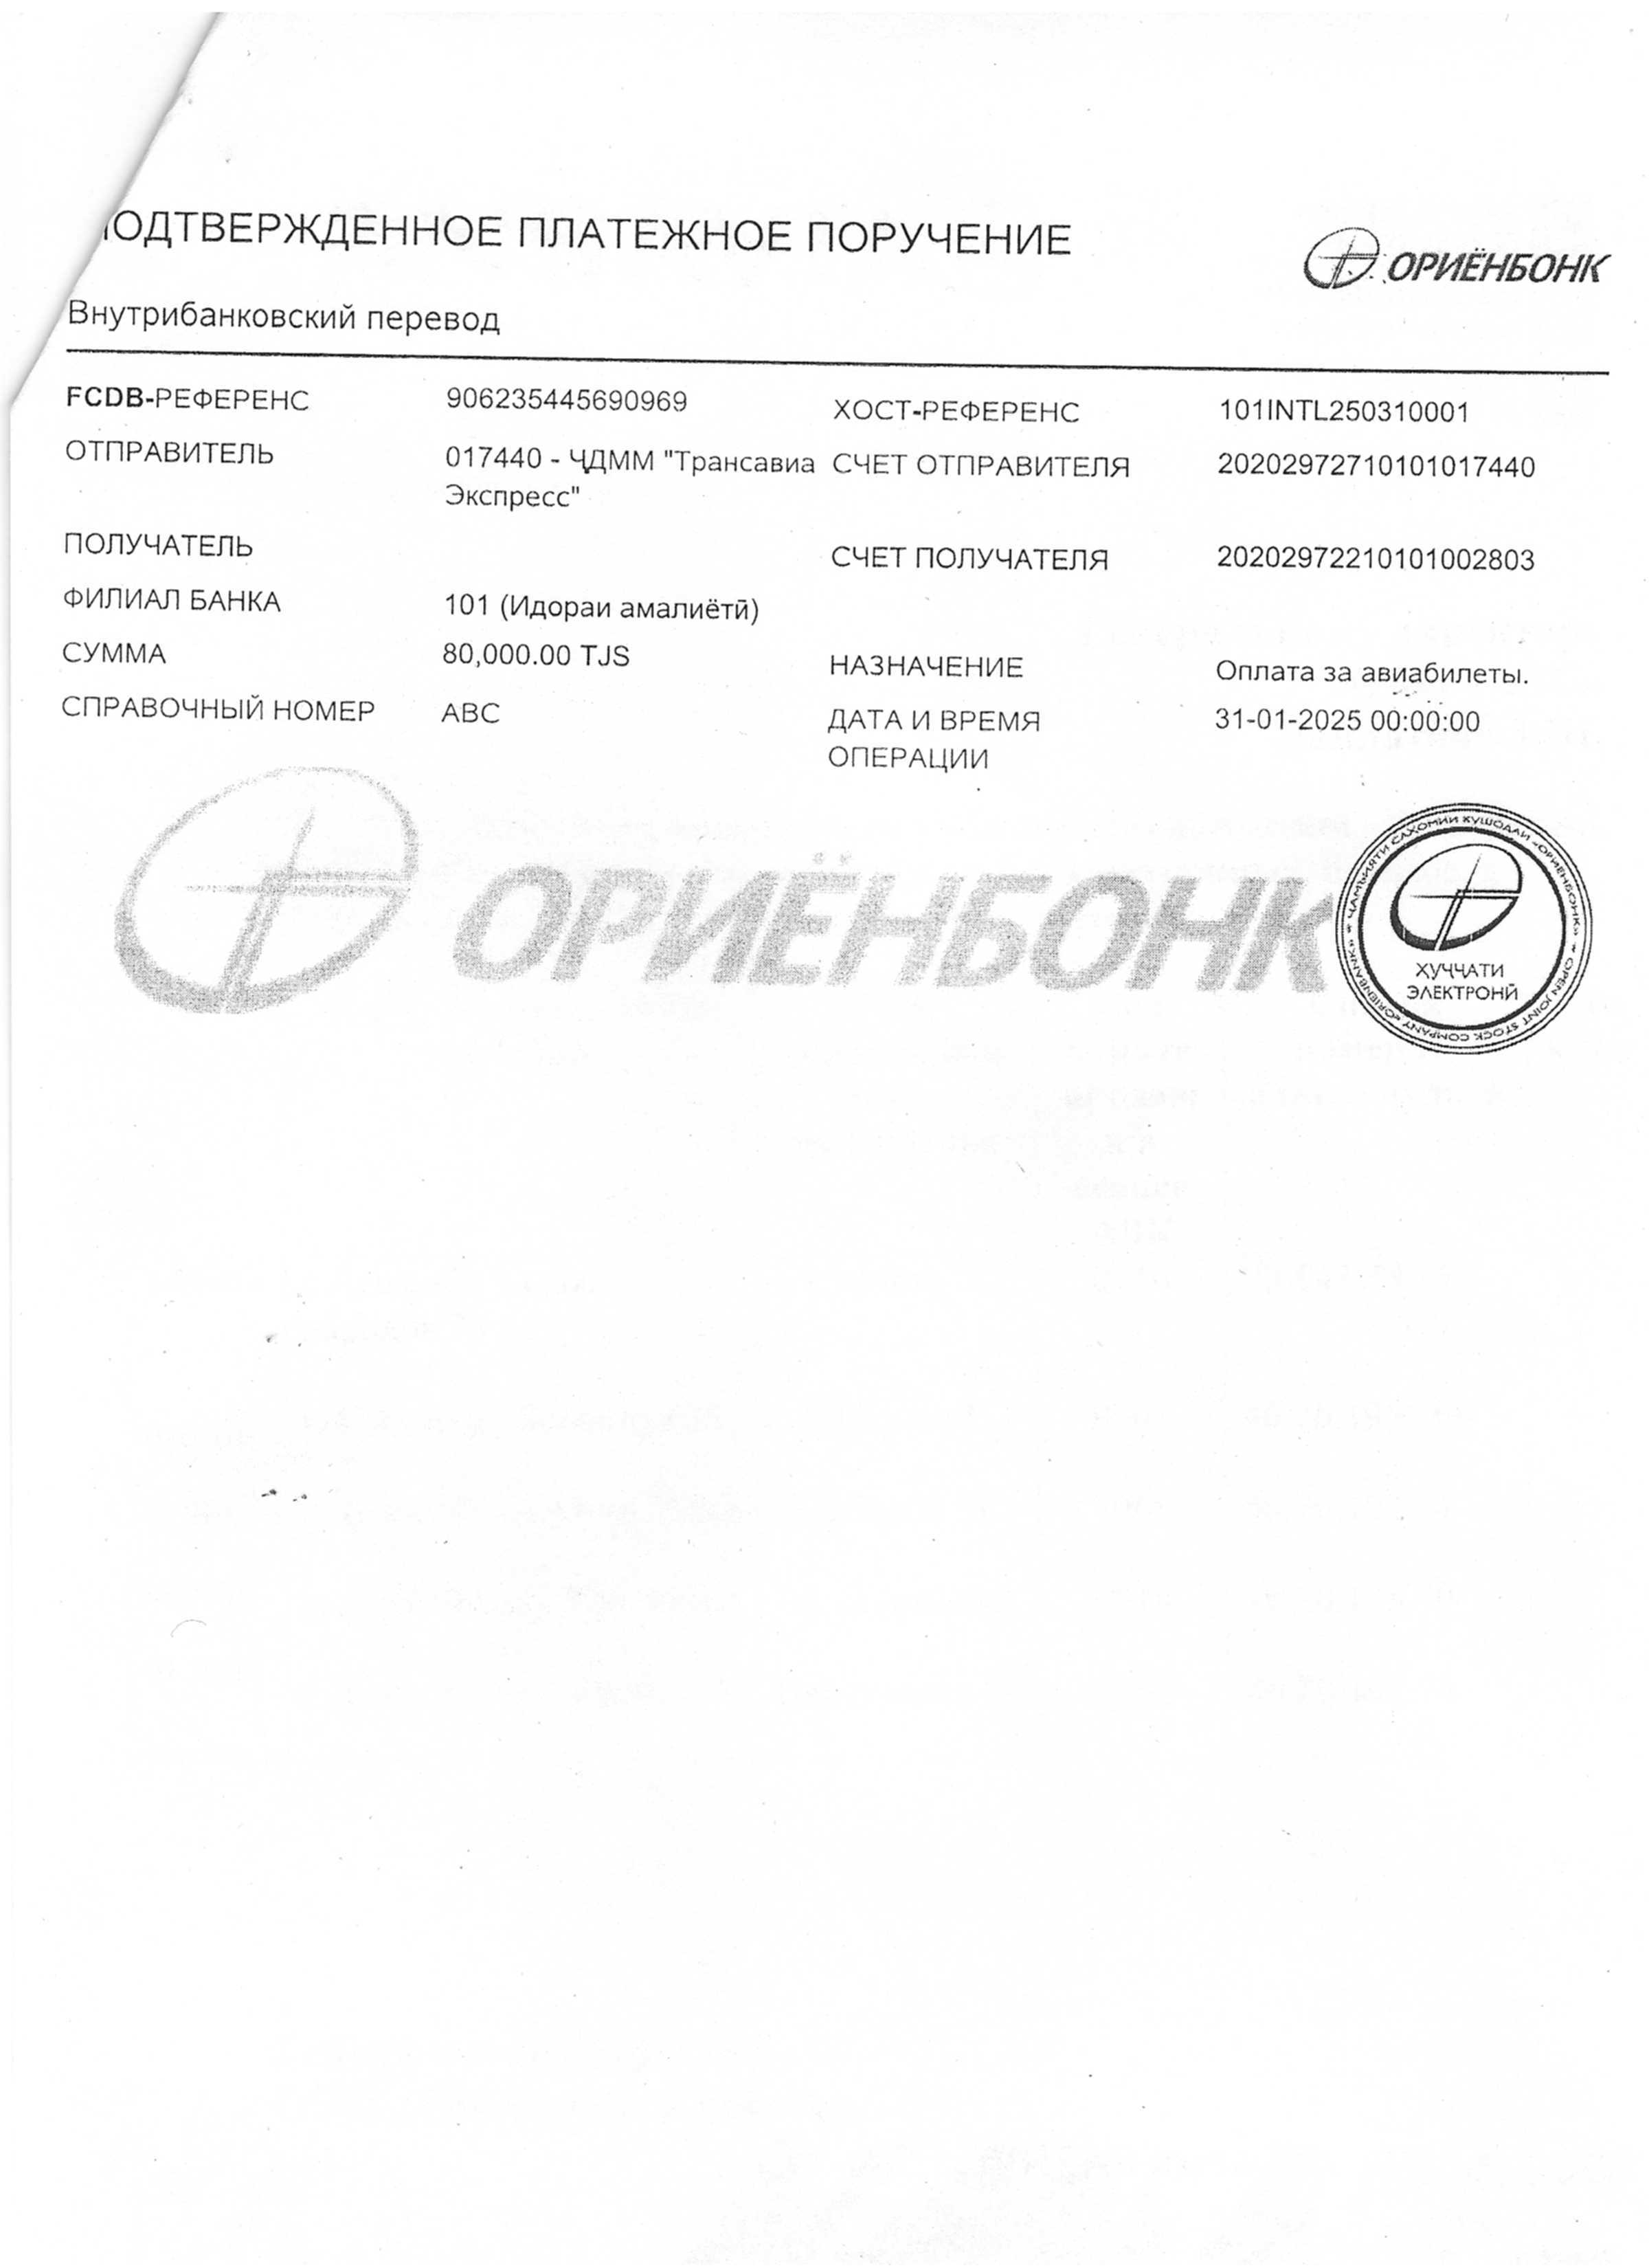 ПОДТВЕРЖДЕННОЕ ПЛАТЕЖНОЕ ПОРУЧЕНИЕ
ОРИЁНБОНК
Внутрибанковский перевод
FCDB-РЕФЕРЕНС 906235445690969 ХОСТ-РЕФЕРЕНС 101INTL250310001
ОТПРАВИТЕЛЬ 017440 - ҶДММ "Трансавиа СЧЕТ ОТПРАВИТЕЛЯ 20202972710101017440
Экспресс"
ПОЛУЧАТЕЛЬ СЧЕТ ПОЛУЧАТЕЛЯ 20202972210101002803
ФИЛИАЛ БАНКА 101 (Идораи амалиётӣ)
СУММА 80,000.00 TJS НАЗНАЧЕНИЕ Оплата за авиабилеты.
СПРАВОЧНЫЙ НОМЕР ABC ДАТА И ВРЕМЯ 31-01-2025 00:00:00
ОПЕРАЦИИ
ОРИЁНБОНК
ҶАМЪИЯТИ САҲОМИИ КУШОДАИ «ОРИЁНБОНК» * OPEN JOINT STOCK COMPANY «ORIENBANK» *
ҲУҶҶАТИ
ЭЛЕКТРОНӢ